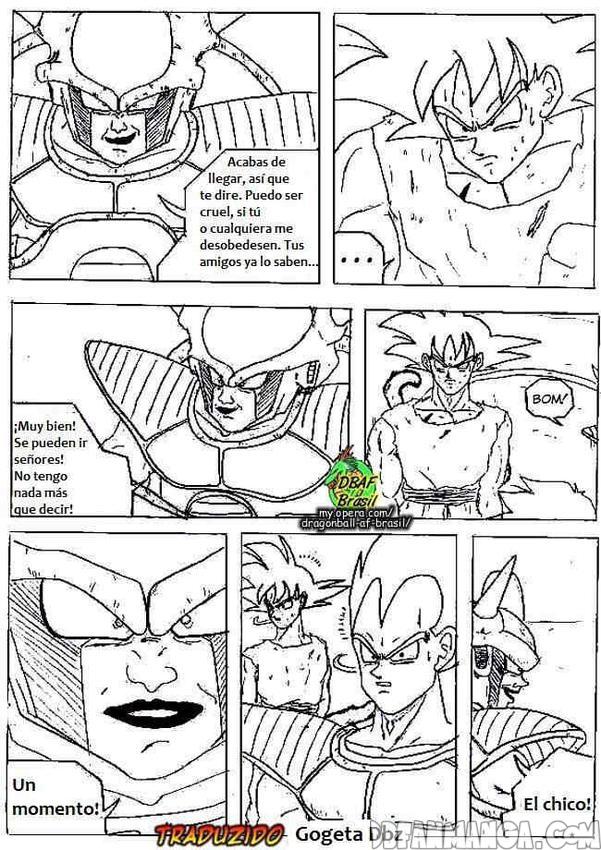 Acabas de
llegar, así que
te dire. Puedo ser
cruel, si tú
o cualquiera me
desobedesen. Tus
amigos ya lo saben...
...
¡Muy bien!
Se pueden ir
señores!
No tengo
nada más
que decir!
BOM!
DBAF
Brasil
my.opera.com/
dragonball-af-brasil/
Un
momento!
El chico!
TRADUZIDO Gogeta Dbz
DBFANMANGA.COM